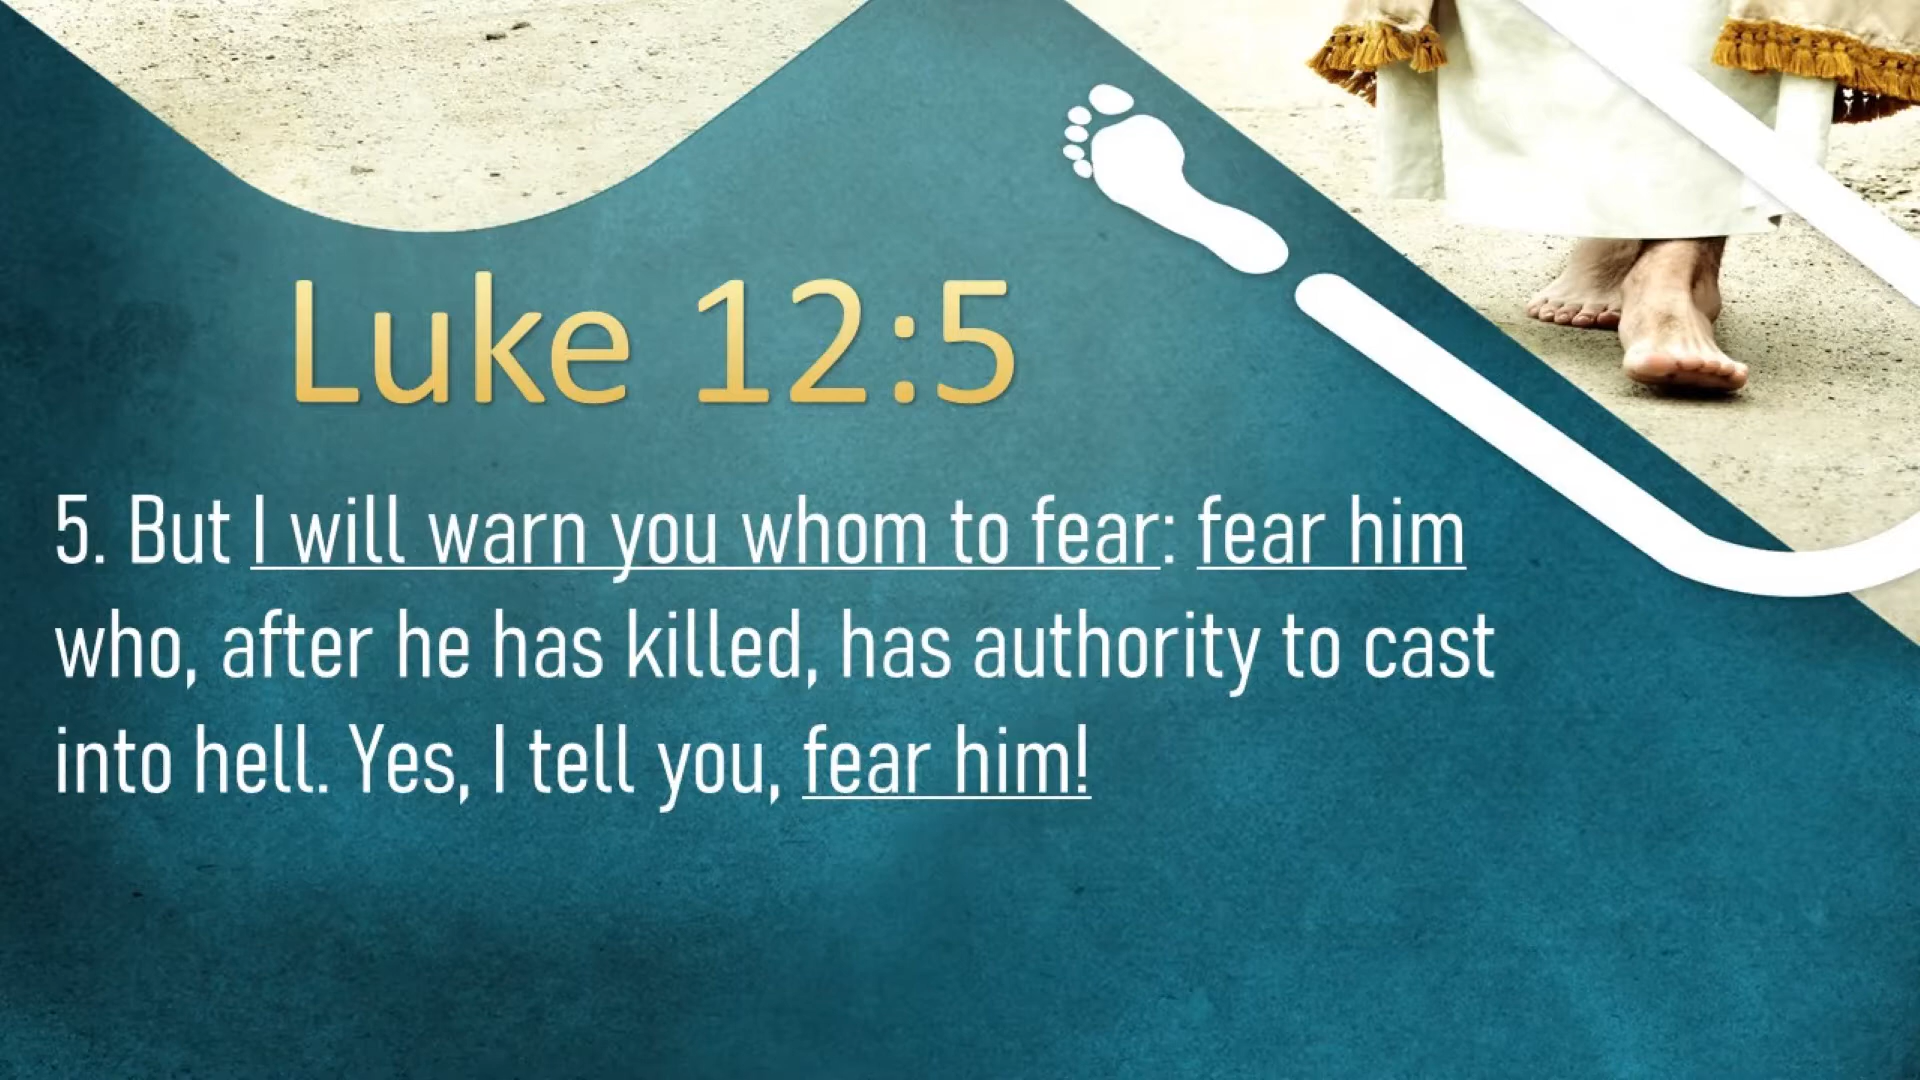 Luke 12:5
5. But I will warn you whom to fear: fear him
who, after he has killed, has authority to cast
into hell. Yes, I tell you, fear him!